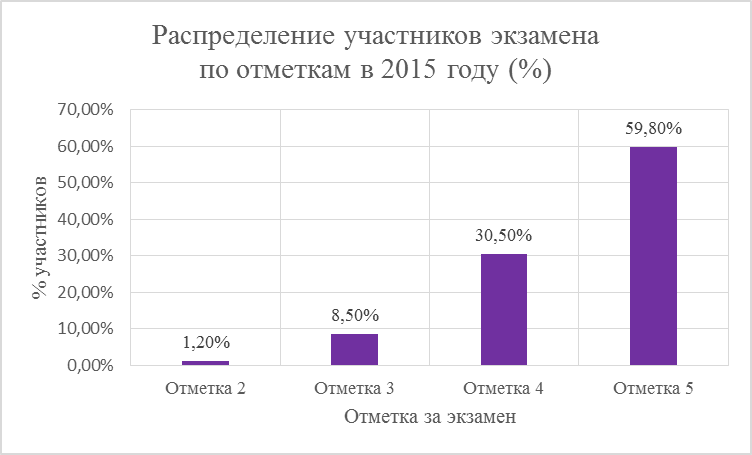 Распределение участников экзамена
по отметкам в 2015 году (%)
% участников
70,00%
60,00%
50,00%
40,00%
30,00%
20,00%
10,00%
0,00%
1,20%
8,50%
30,50%
59,80%
Отметка 2
Отметка 3
Отметка 4
Отметка 5
Отметка за экзамен